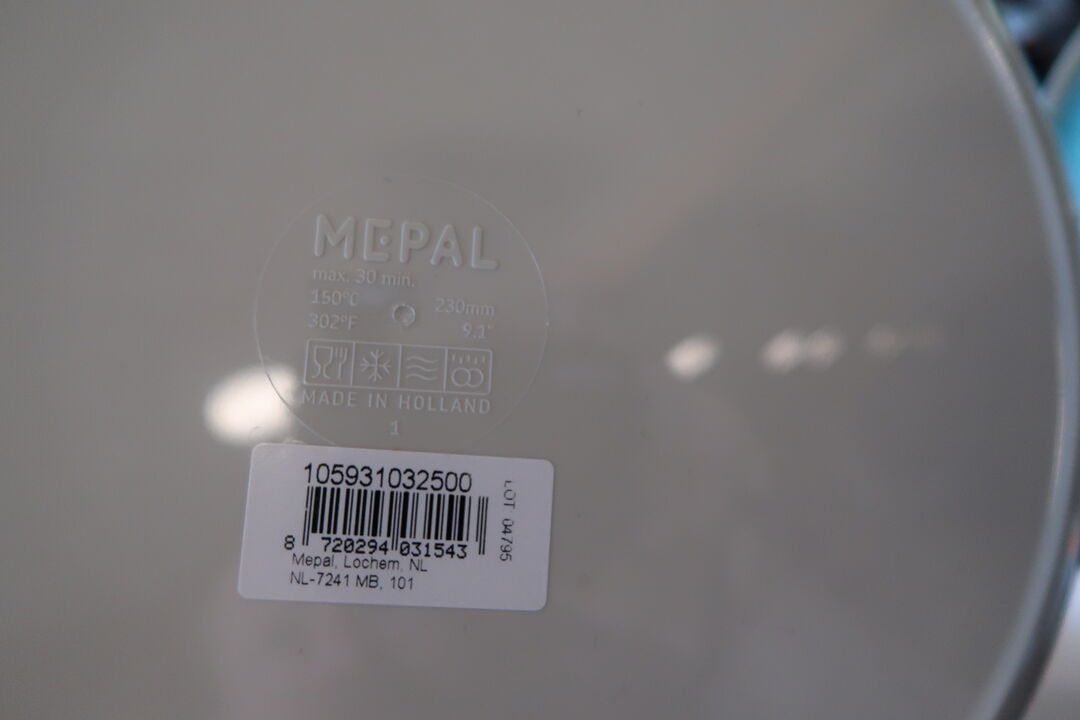 MEPAL
max. 30 min.
150°C
302°F
230mm
9.1"
MADE IN HOLLAND
1
105931032500
8 720294 031543
LOT 04795
Mepal, Lochem, NL
NL-7241 MB, 101